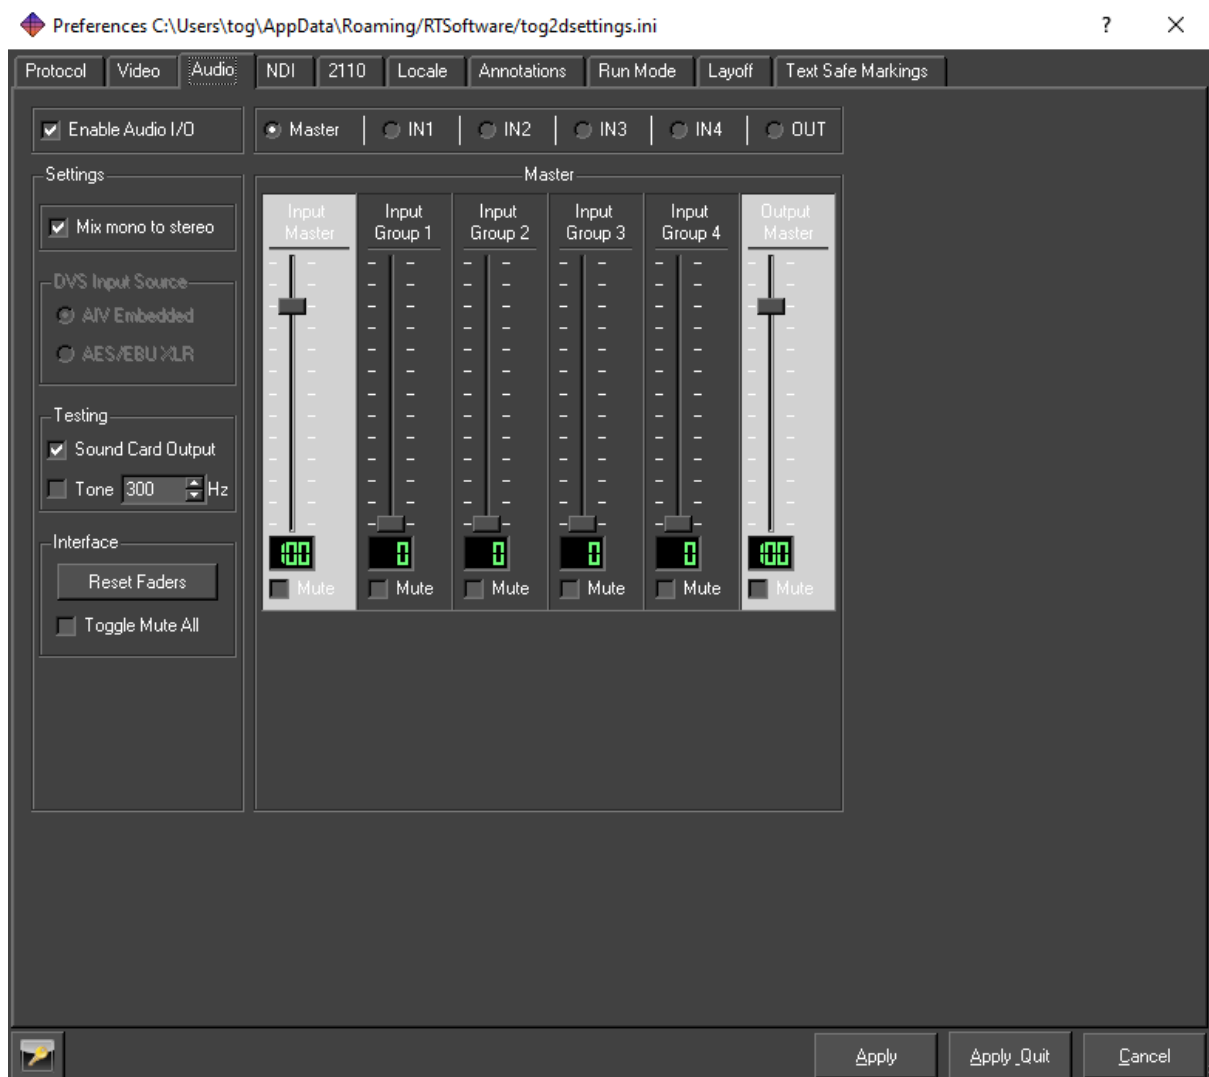 Preferences C:\Users\tog\AppData\Roaming/RTSoftware/tog2dsettings.ini ?
Protocol Video Audio NDI 2110 Locale Annotations Run Mode Layoff Text Safe Markings
Enable Audio I/O Master IN1 IN2 IN3 IN4 OUT
Settings
Mix mono to stereo
DVS Input Source
AIV Embedded
AES/EBU XLR
Testing
Sound Card Output
Tone 300 Hz
Interface
Reset Faders
Toggle Mute All
Master
Input Master
Input Group 1
Input Group 2
Input Group 3
Input Group 4
Output Master
100 0 0 0 0 100
Mute Mute Mute Mute Mute Mute
Apply Apply_Quit Cancel